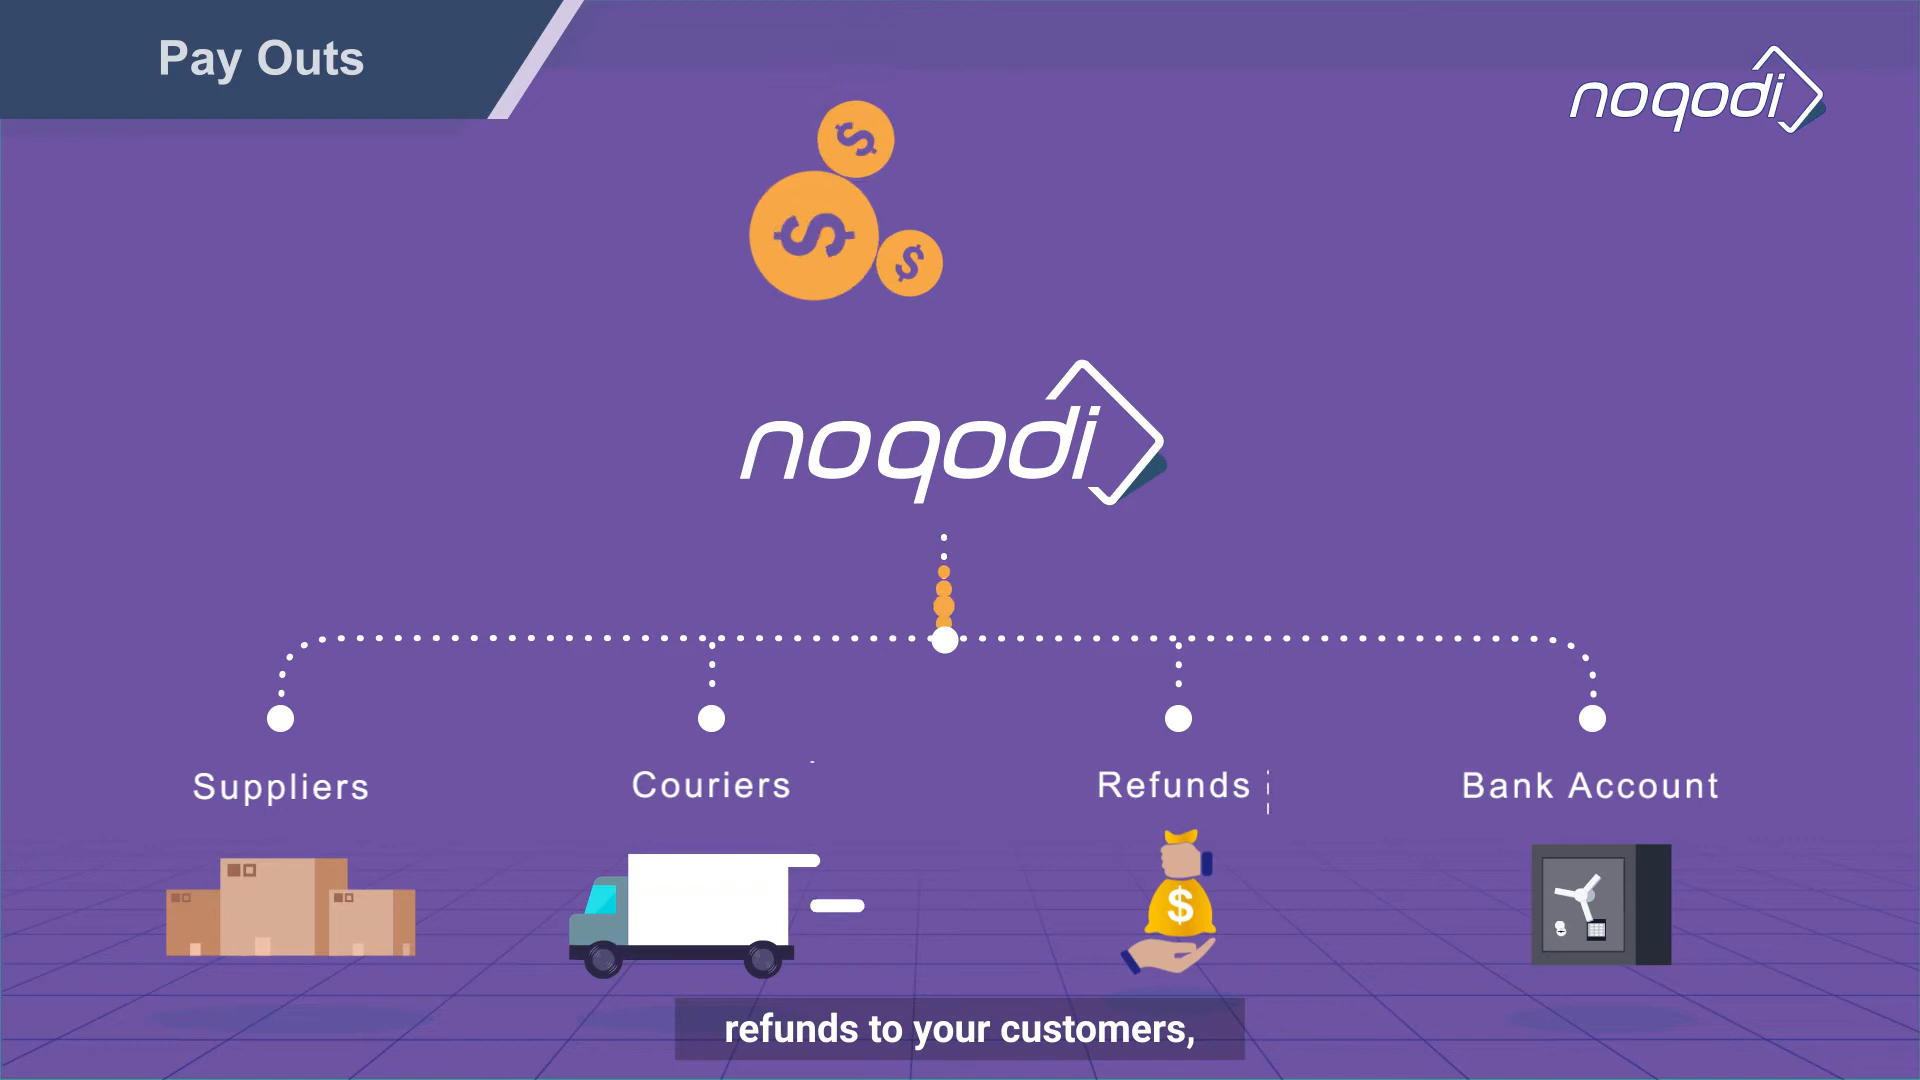 Pay Outs
noqodi
$
$
$
noqodi
Suppliers
Couriers
Refunds
Bank Account
$
refunds to your customers,